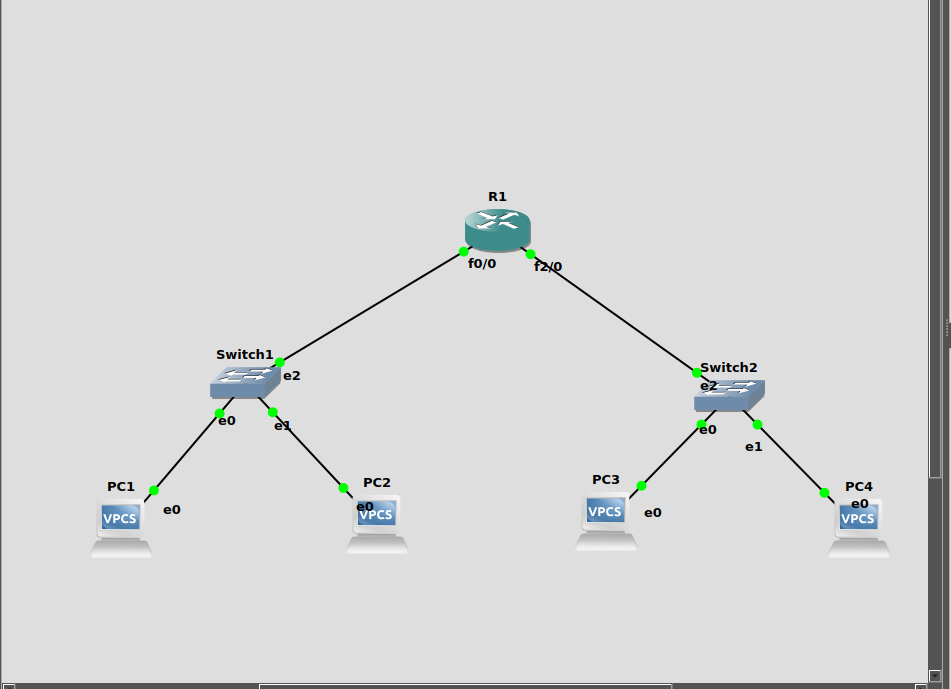 R1
f0/0
f2/0
Switch1
e2
e0
e1
Switch2
e2
e0
e1
PC1
VPCS
e0
PC2
e0
VPCS
PC3
VPCS
e0
PC4
e0
VPCS